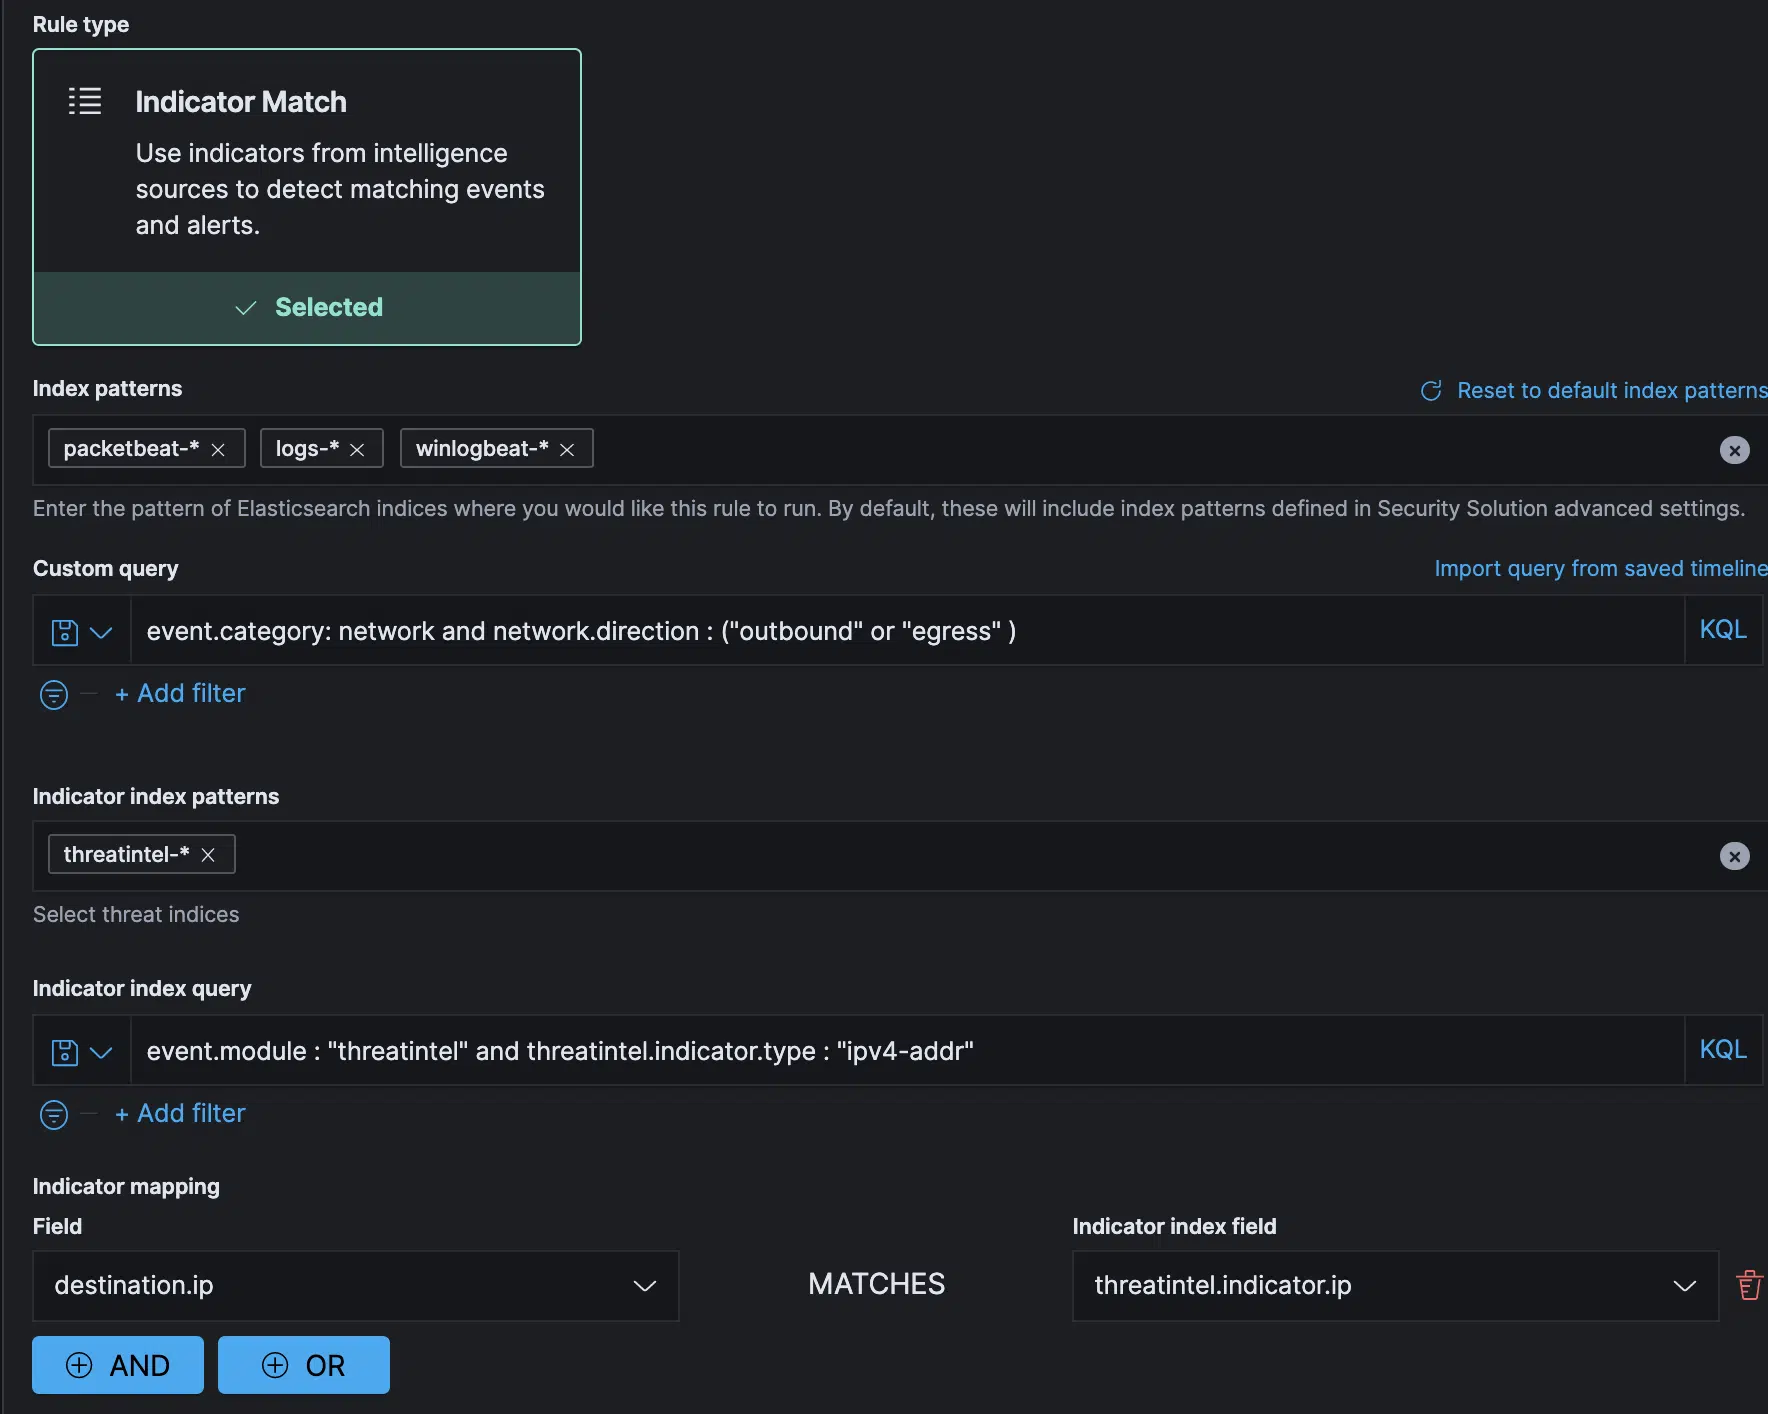 Rule type
Indicator Match
Use indicators from intelligence
sources to detect matching events
and alerts.
Selected
Index patterns
Reset to default index patterns
packetbeat-* logs-* winlogbeat-*
Enter the pattern of Elasticsearch indices where you would like this rule to run. By default, these will include index patterns defined in Security Solution advanced settings.
Custom query
Import query from saved timeline
event.category: network and network.direction : ("outbound" or "egress" )
KQL
+ Add filter
Indicator index patterns
threatintel-*
Select threat indices
Indicator index query
event.module : "threatintel" and threatintel.indicator.type : "ipv4-addr"
KQL
+ Add filter
Indicator mapping
Field
Indicator index field
destination.ip
MATCHES
threatintel.indicator.ip
AND
OR